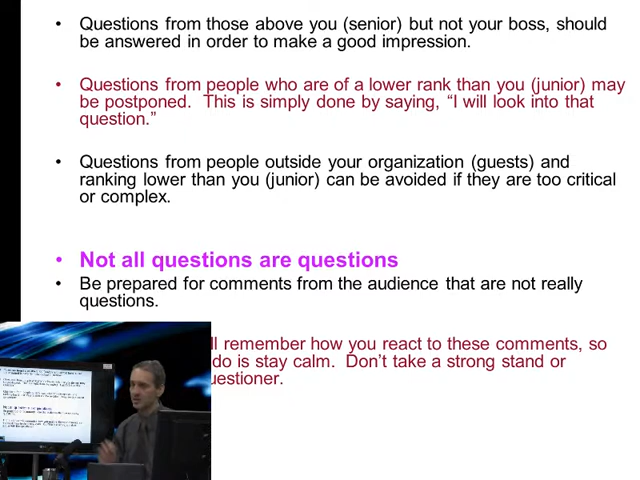 • Questions from those above you (senior) but not your boss, should
be answered in order to make a good impression.
• Questions from people who are of a lower rank than you (junior) may
be postponed. This is simply done by saying, “I will look into that
question.”
• Questions from people outside your organization (guests) and
ranking lower than you (junior) can be avoided if they are too critical
or complex.
• Not all questions are questions
• Be prepared for comments from the audience that are not really
questions.
ll remember how you react to these comments, so
do is stay calm. Don’t take a strong stand or
uestioner.